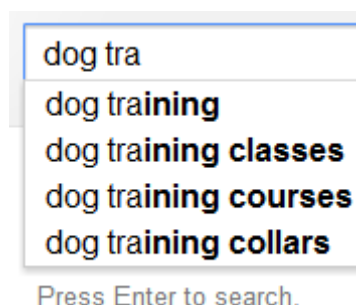 dog tra
dog training
dog training classes
dog training courses
dog training collars
Press Enter to search.